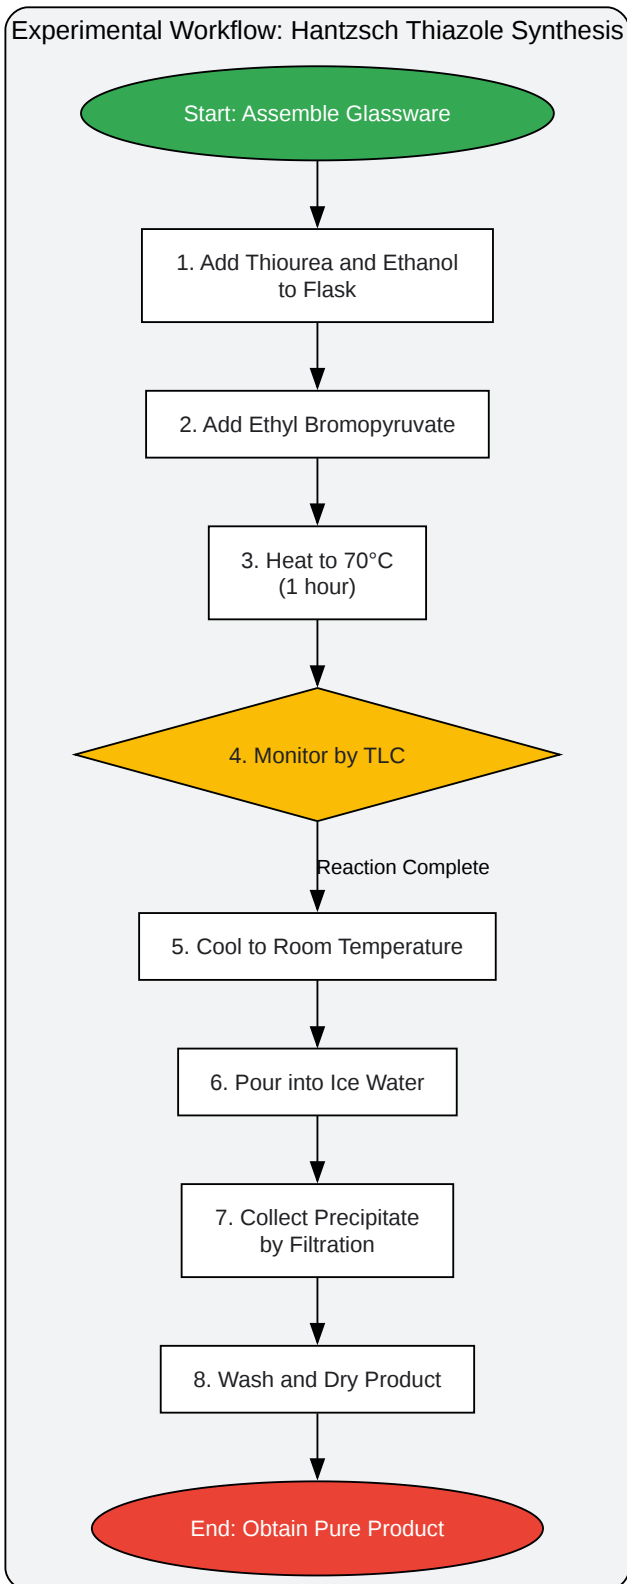 Experimental Workflow: Hantzsch Thiazole Synthesis
Start: Assemble Glassware
1. Add Thiourea and Ethanol
to Flask
2. Add Ethyl Bromopyruvate
3. Heat to 70°C
(1 hour)
4. Monitor by TLC
Reaction Complete
5. Cool to Room Temperature
6. Pour into Ice Water
7. Collect Precipitate
by Filtration
8. Wash and Dry Product
End: Obtain Pure Product